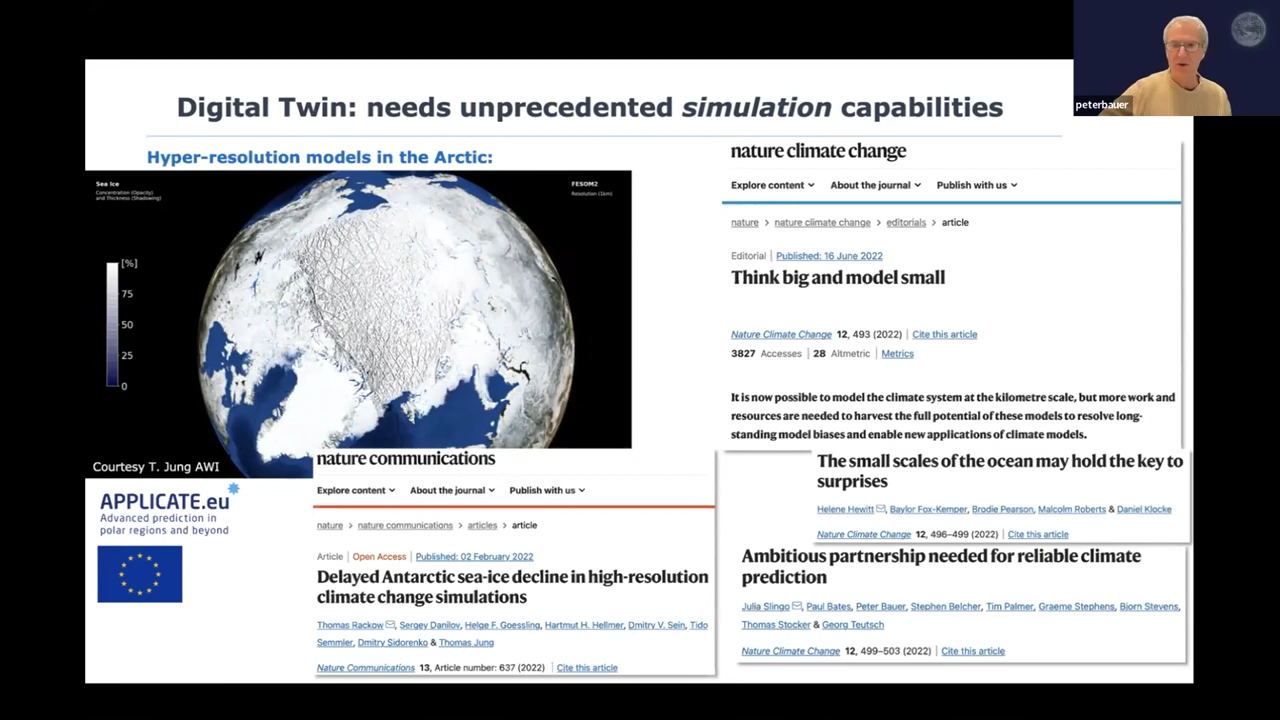 peterbauer
Digital Twin: needs unprecedented simulation capabilities
Hyper-resolution models in the Arctic:
Sea Ice
Concentration (Opacity)
and Thickness (Shadowing)
FESOM2
Resolution (1km)
[%]
75
50
25
0
Courtesy T. Jung AWI
APPLICATE.eu
Advanced prediction in
polar regions and beyond
nature climate change
Explore content About the journal Publish with us
nature > nature climate change > editorials > article
Editorial | Published: 16 June 2022
Think big and model small
Nature Climate Change 12, 493 (2022) | Cite this article
3827 Accesses | 28 Altmetric | Metrics
It is now possible to model the climate system at the kilometre scale, but more work and
resources are needed to harvest the full potential of these models to resolve long-
standing model biases and enable new applications of climate models.
nature communications
Explore content About the journal Publish with us
nature > nature communications > articles > article
Article | Open Access | Published: 02 February 2022
Delayed Antarctic sea-ice decline in high-resolution
climate change simulations
Thomas Rackow, Sergey Danilov, Helge F. Goessling, Hartmut H. Hellmer, Dmitry V. Sein, Tido
Semmler, Dmitry Sidorenko & Thomas Jung
Nature Communications 13, Article number: 637 (2022) | Cite this article
The small scales of the ocean may hold the key to
surprises
Helene Hewitt, Baylor Fox-Kemper, Brodie Pearson, Malcolm Roberts & Daniel Klocke
Nature Climate Change 12, 496–499 (2022) | Cite this article
Ambitious partnership needed for reliable climate
prediction
Julia Slingo, Paul Bates, Peter Bauer, Stephen Belcher, Tim Palmer, Graeme Stephens, Bjorn Stevens,
Thomas Stocker & Georg Teutsch
Nature Climate Change 12, 499–503 (2022) | Cite this article